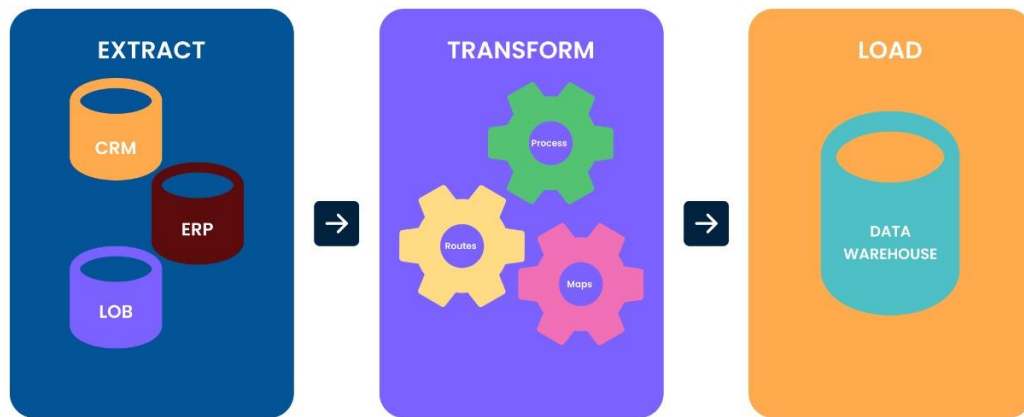 EXTRACT
CRM
ERP
LOB
TRANSFORM
Process
Routes
Maps
LOAD
DATA
WAREHOUSE